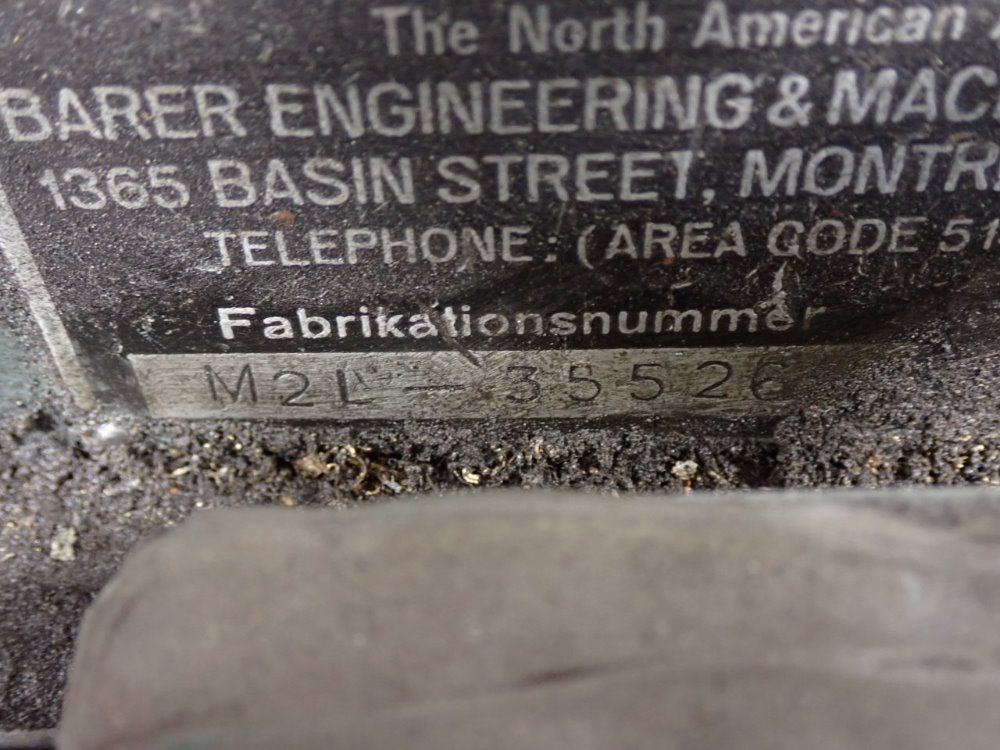 The North American
BARER ENGINEERING & MAC
1365 BASIN STREET, MONTR
TELEPHONE: (AREA CODE 51
Fabrikationsnummer
M2L - 35526